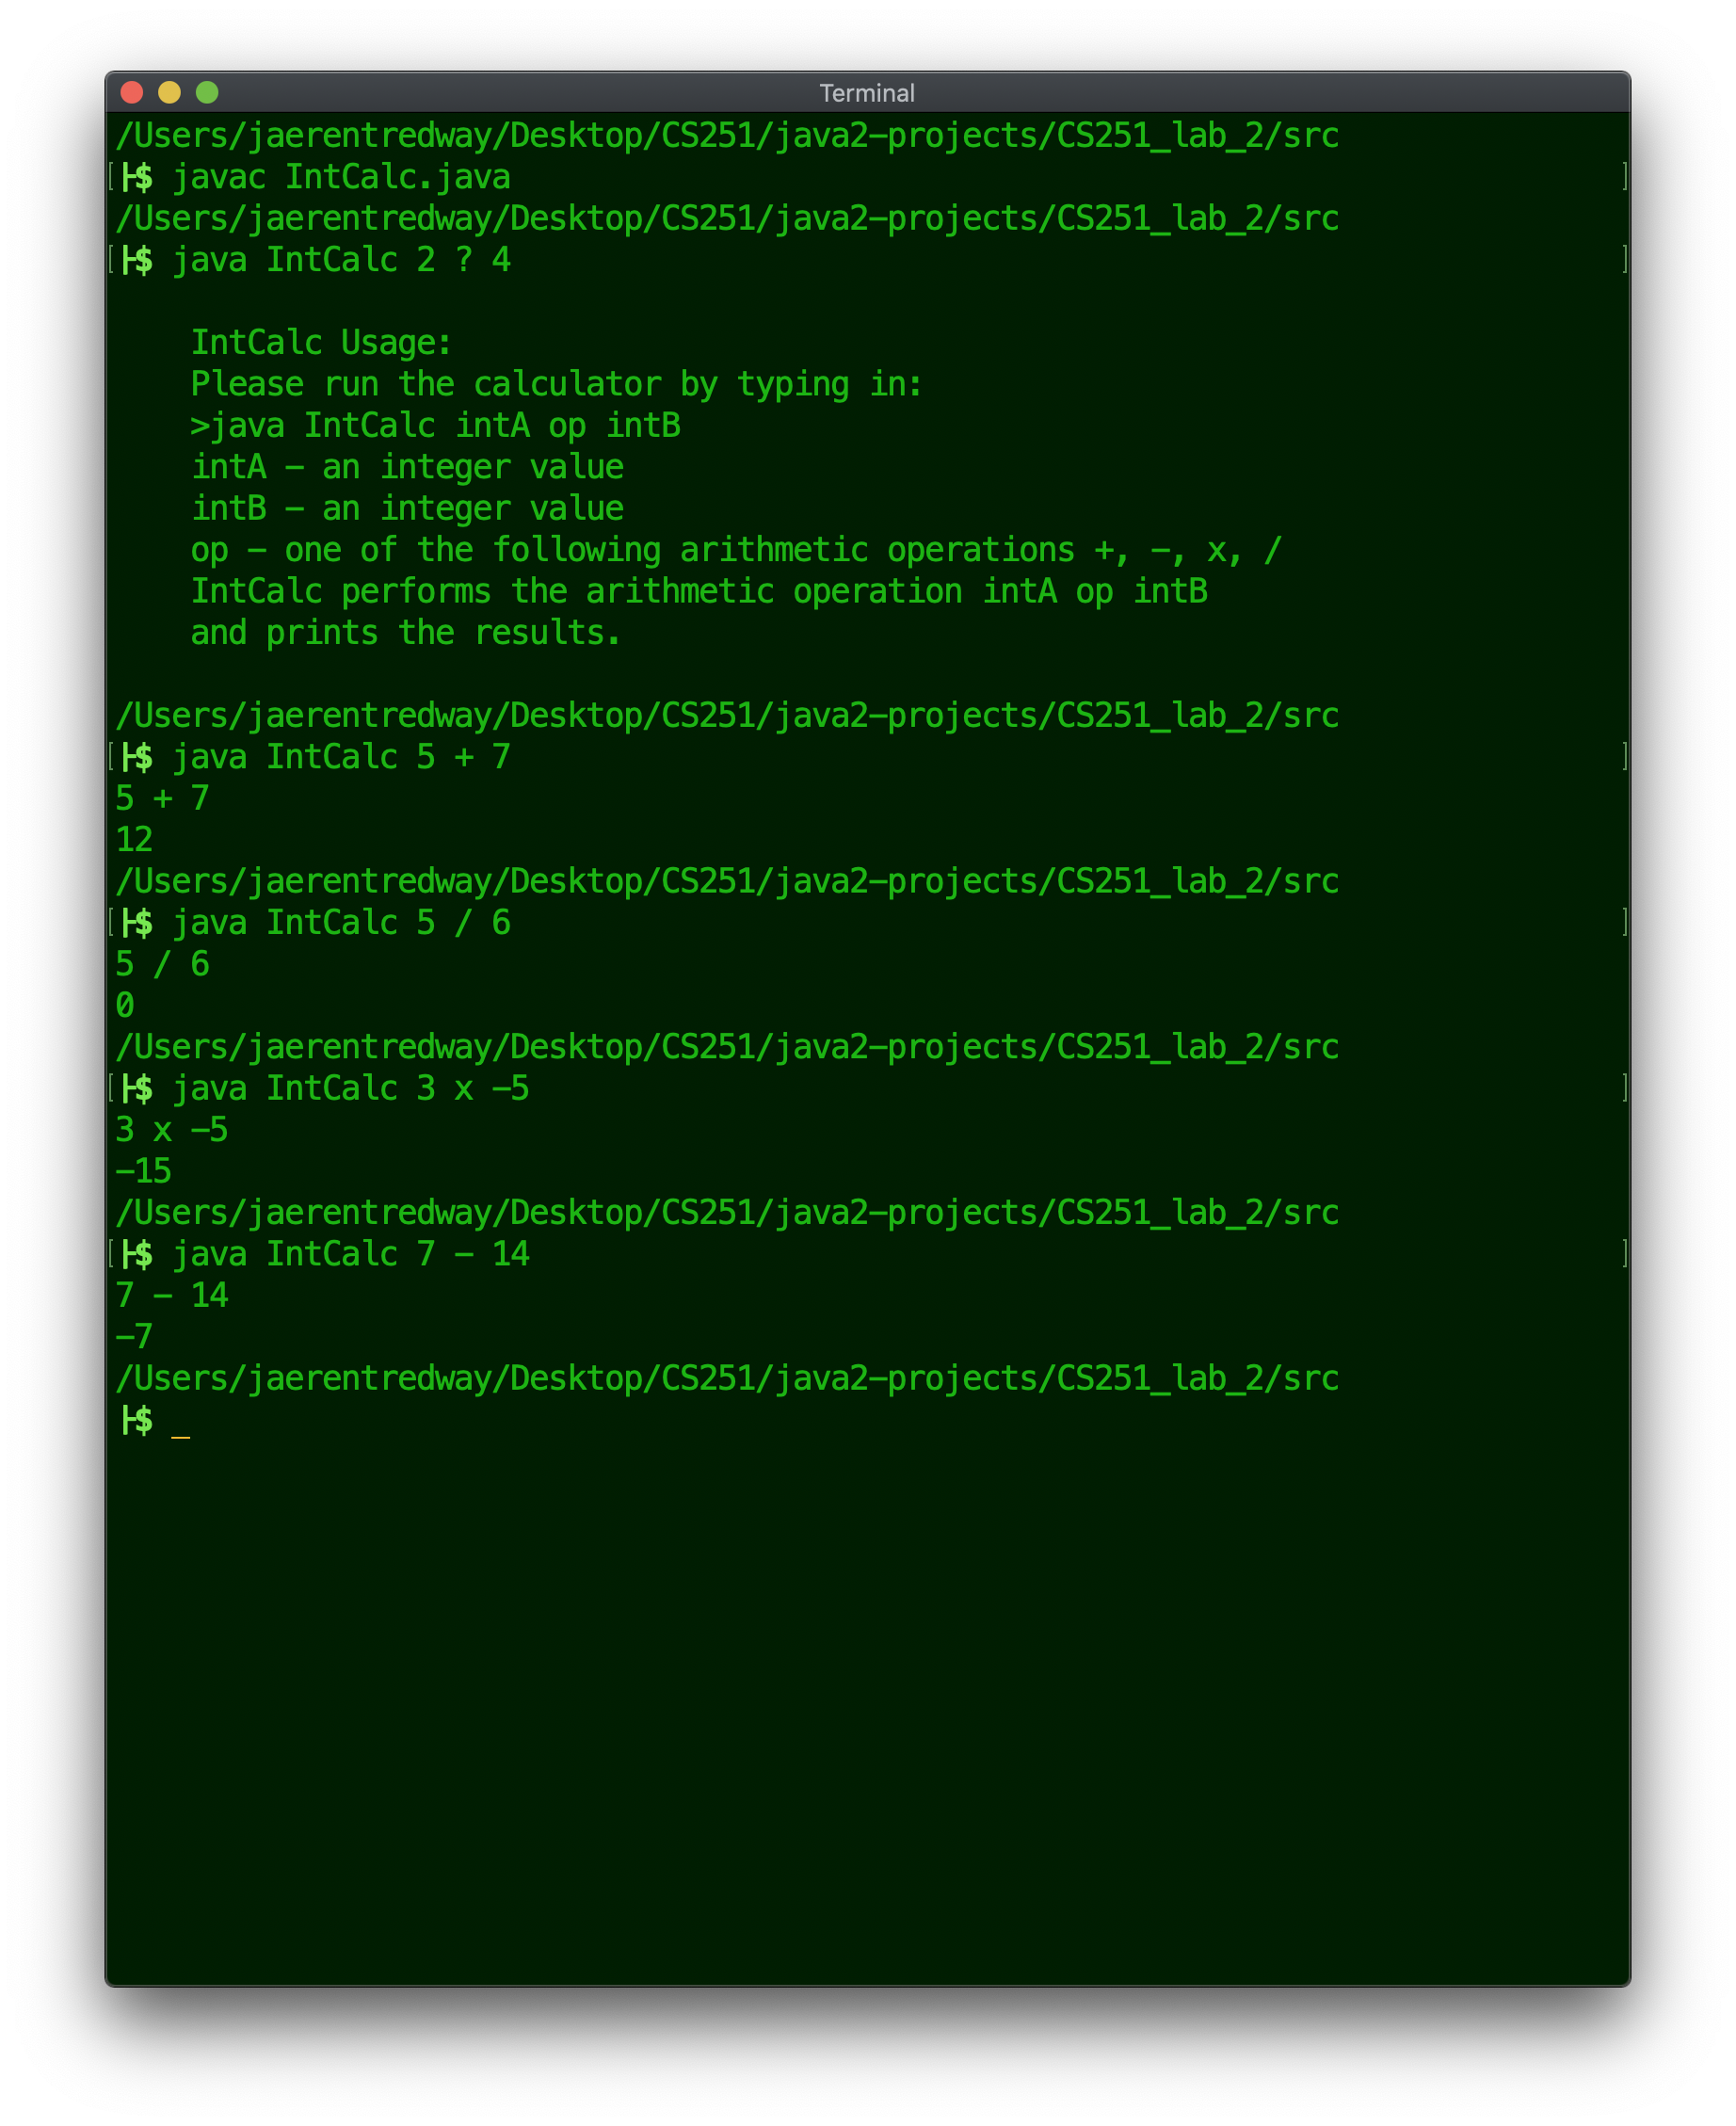 Terminal
/Users/jaerentredway/Desktop/CS251/java2-projects/CS251_lab_2/src
[├$ javac IntCalc.java ]
/Users/jaerentredway/Desktop/CS251/java2-projects/CS251_lab_2/src
[├$ java IntCalc 2 ? 4 ]
IntCalc Usage:
Please run the calculator by typing in:
>java IntCalc intA op intB
intA - an integer value
intB - an integer value
op - one of the following arithmetic operations +, -, x, /
IntCalc performs the arithmetic operation intA op intB
and prints the results.
/Users/jaerentredway/Desktop/CS251/java2-projects/CS251_lab_2/src
[├$ java IntCalc 5 + 7 ]
5 + 7
12
/Users/jaerentredway/Desktop/CS251/java2-projects/CS251_lab_2/src
[├$ java IntCalc 5 / 6 ]
5 / 6
0
/Users/jaerentredway/Desktop/CS251/java2-projects/CS251_lab_2/src
[├$ java IntCalc 3 x -5 ]
3 x -5
-15
/Users/jaerentredway/Desktop/CS251/java2-projects/CS251_lab_2/src
[├$ java IntCalc 7 - 14 ]
7 - 14
-7
/Users/jaerentredway/Desktop/CS251/java2-projects/CS251_lab_2/src
├$ _